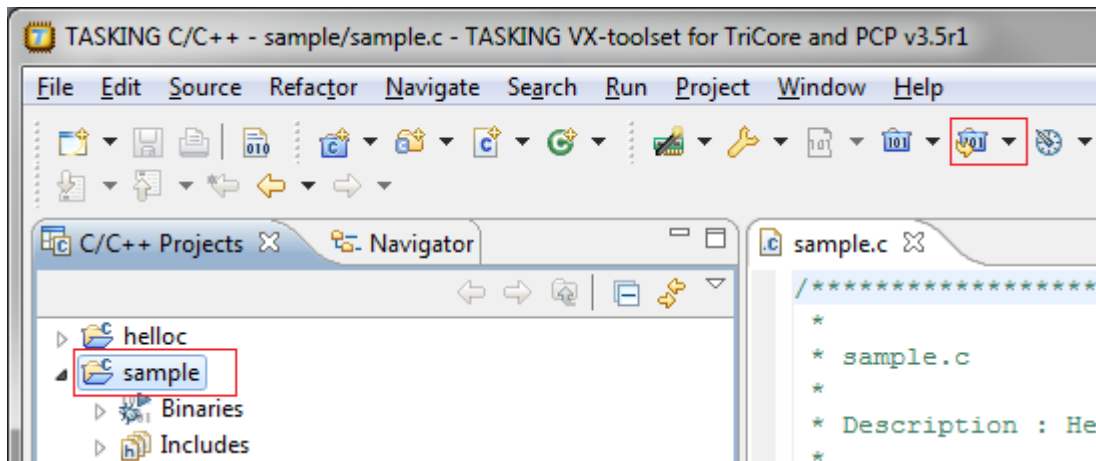 TASKING C/C++ - sample/sample.c - TASKING VX-toolset for TriCore and PCP v3.5r1
File Edit Source Refactor Navigate Search Run Project Window Help
C/C++ Projects Navigator
sample.c
/******************
*
helloc
* sample.c
sample
*
Binaries
* Description : He
Includes
*